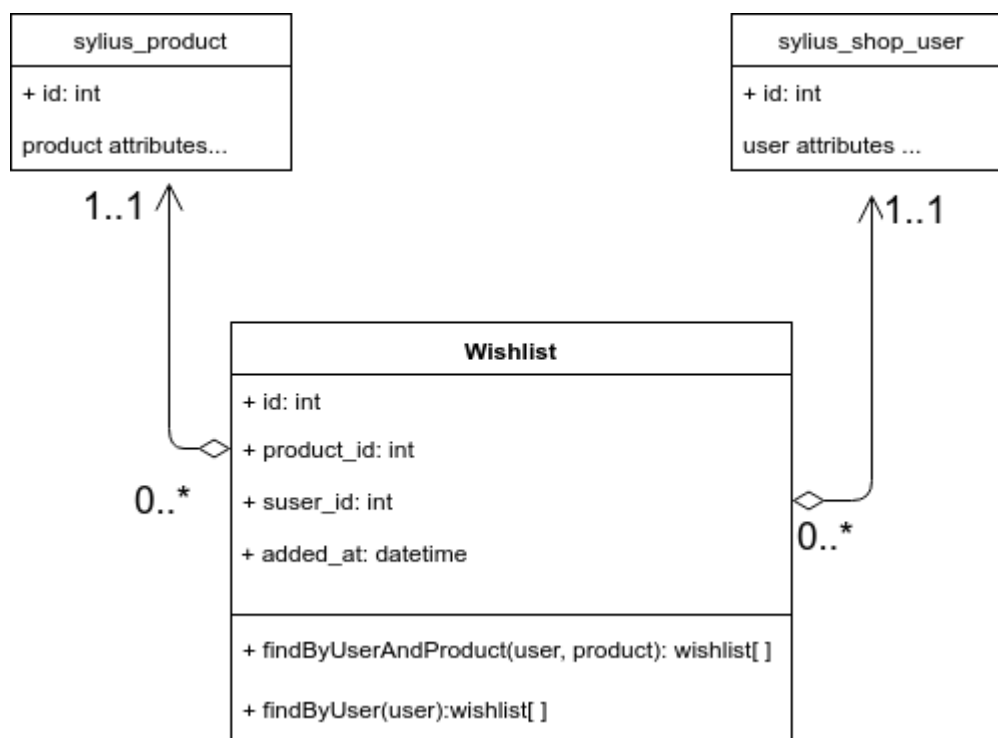 sylius_product
+ id: int
product attributes...
sylius_shop_user
+ id: int
user attributes ...
1..1
1..1
Wishlist
+ id: int
+ product_id: int
+ suser_id: int
+ added_at: datetime
0..*
0..*
+ findByUserAndProduct(user, product): wishlist[ ]
+ findByUser(user):wishlist[ ]